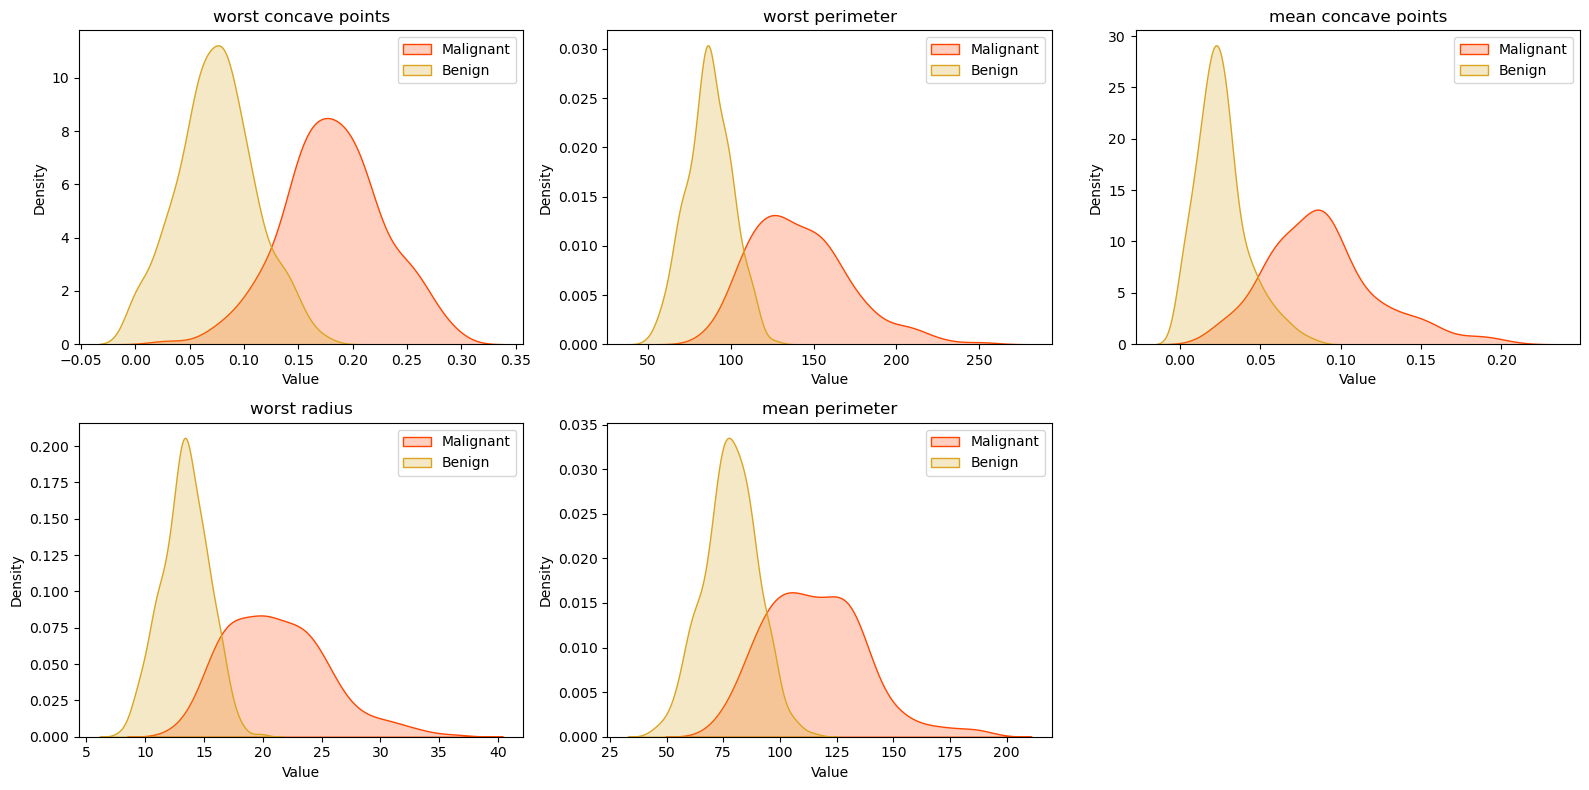 worst concave points
Malignant
Benign
Density
10
8
6
4
2
0
−0.05 0.00 0.05 0.10 0.15 0.20 0.25 0.30 0.35
Value
worst perimeter
Malignant
Benign
Density
0.030
0.025
0.020
0.015
0.010
0.005
0.000
50 100 150 200 250
Value
mean concave points
Malignant
Benign
Density
30
25
20
15
10
5
0
0.00 0.05 0.10 0.15 0.20
Value
worst radius
Malignant
Benign
Density
0.200
0.175
0.150
0.125
0.100
0.075
0.050
0.025
0.000
5 10 15 20 25 30 35 40
Value
mean perimeter
Malignant
Benign
Density
0.035
0.030
0.025
0.020
0.015
0.010
0.005
0.000
25 50 75 100 125 150 175 200
Value